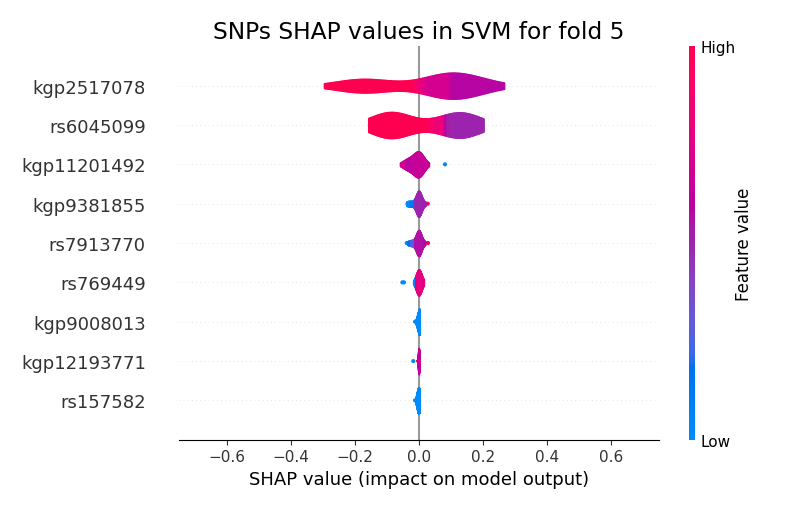 SNPs SHAP values in SVM for fold 5
High
kgp2517078
rs6045099
kgp11201492
kgp9381855
rs7913770
rs769449
kgp9008013
kgp12193771
rs157582
Feature value
Low
−0.6 −0.4 −0.2 0.0 0.2 0.4 0.6
SHAP value (impact on model output)